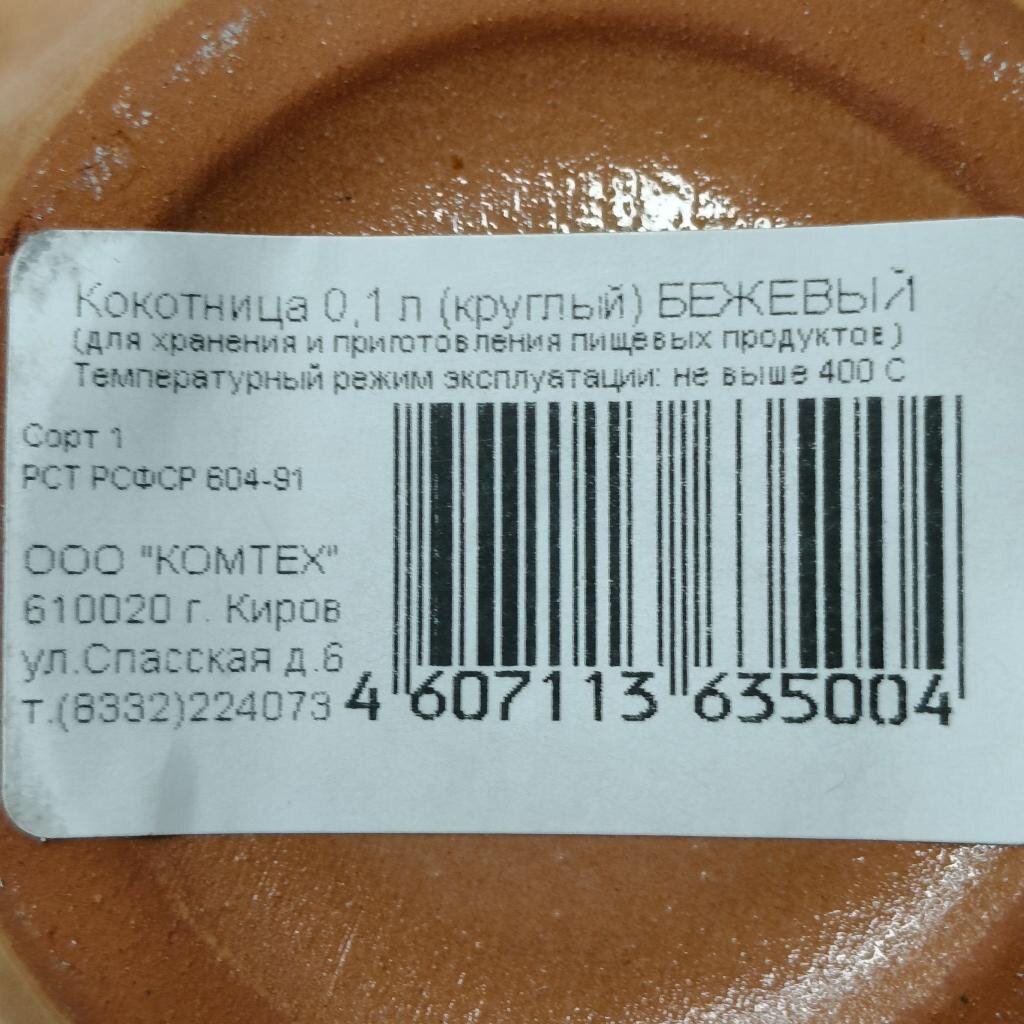 Кокотница 0,1 л (круглый) БЕЖЕВЫЙ
(для хранения и приготовления пищевых продуктов)
Температурный режим эксплуатации: не выше 400 С
Сорт 1
РСТ РСФСР 604-91
ООО "КОМТЕХ"
610020 г. Киров
ул.Спасская д.6
т.(8332)224073
4 607113 635004